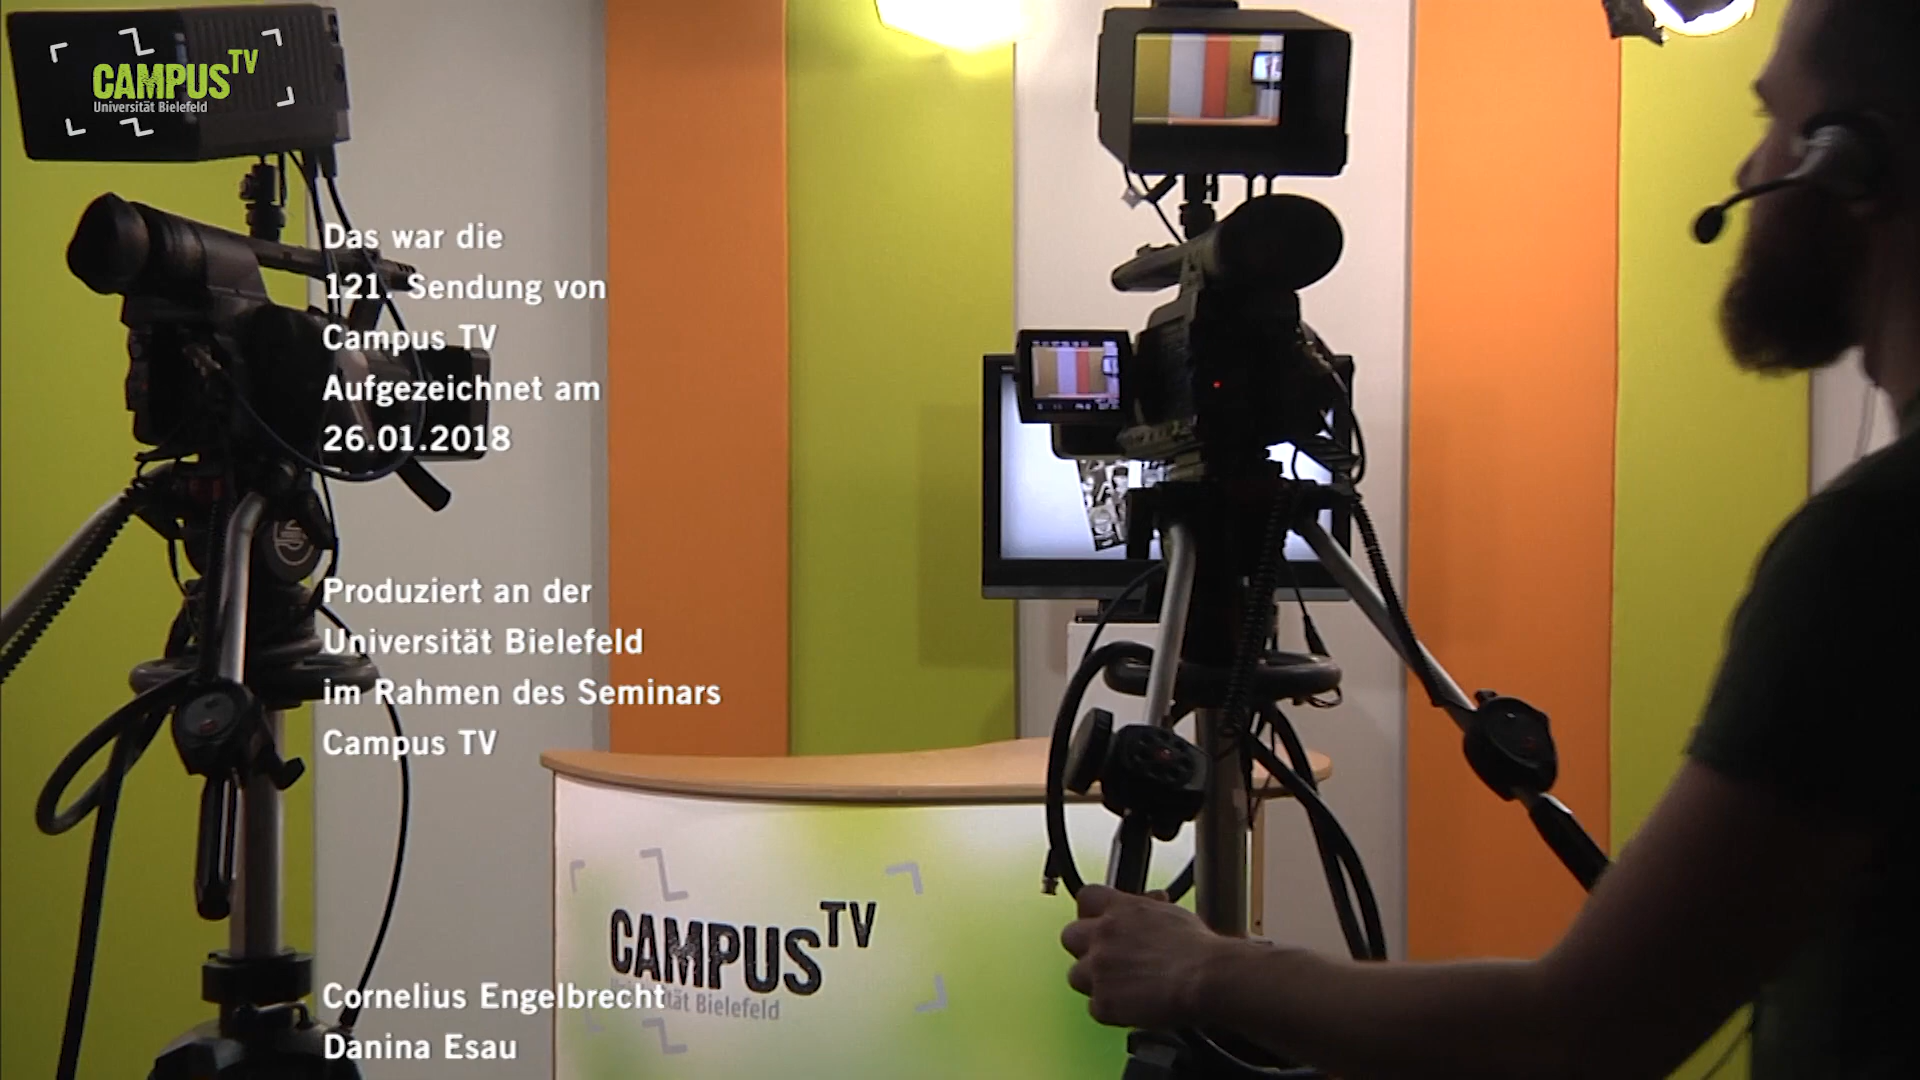 CAMPUS TV
Universität Bielefeld
Das war die
121. Sendung von
Campus TV
Aufgezeichnet am
26.01.2018
Produziert an der
Universität Bielefeld
im Rahmen des Seminars
Campus TV
CAMPUS TV
tät Bielefeld
Cornelius Engelbrecht
Danina Esau